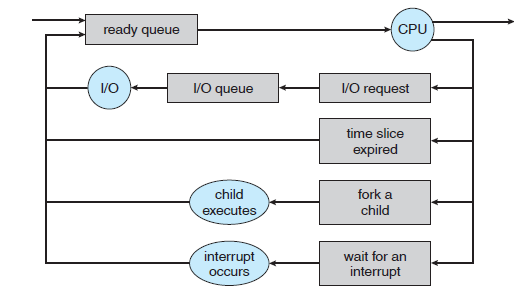 ready queue
CPU
I/O
I/O queue
I/O request
time slice
expired
child
executes
fork a
child
interrupt
occurs
wait for an
interrupt